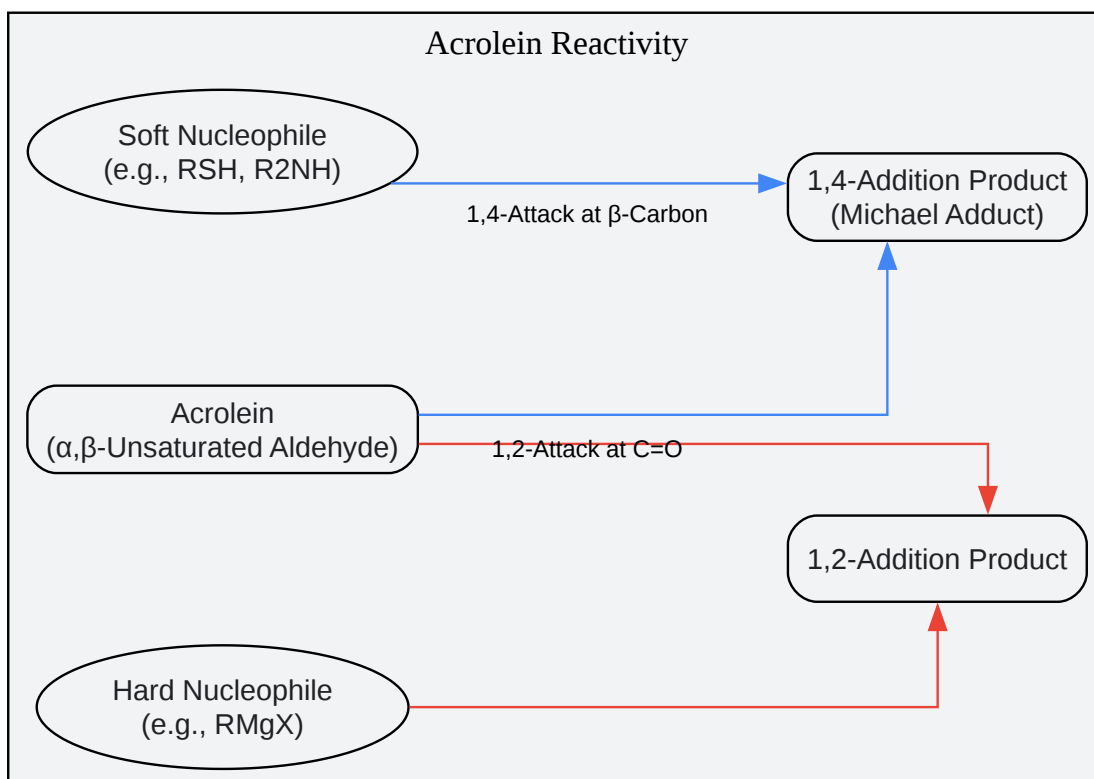 Acrolein Reactivity
Soft Nucleophile
(e.g., RSH, R2NH)
1,4-Addition Product
(Michael Adduct)
1,4-Attack at β-Carbon
Acrolein
(α,β-Unsaturated Aldehyde)
1,2-Attack at C=O
1,2-Addition Product
Hard Nucleophile
(e.g., RMgX)